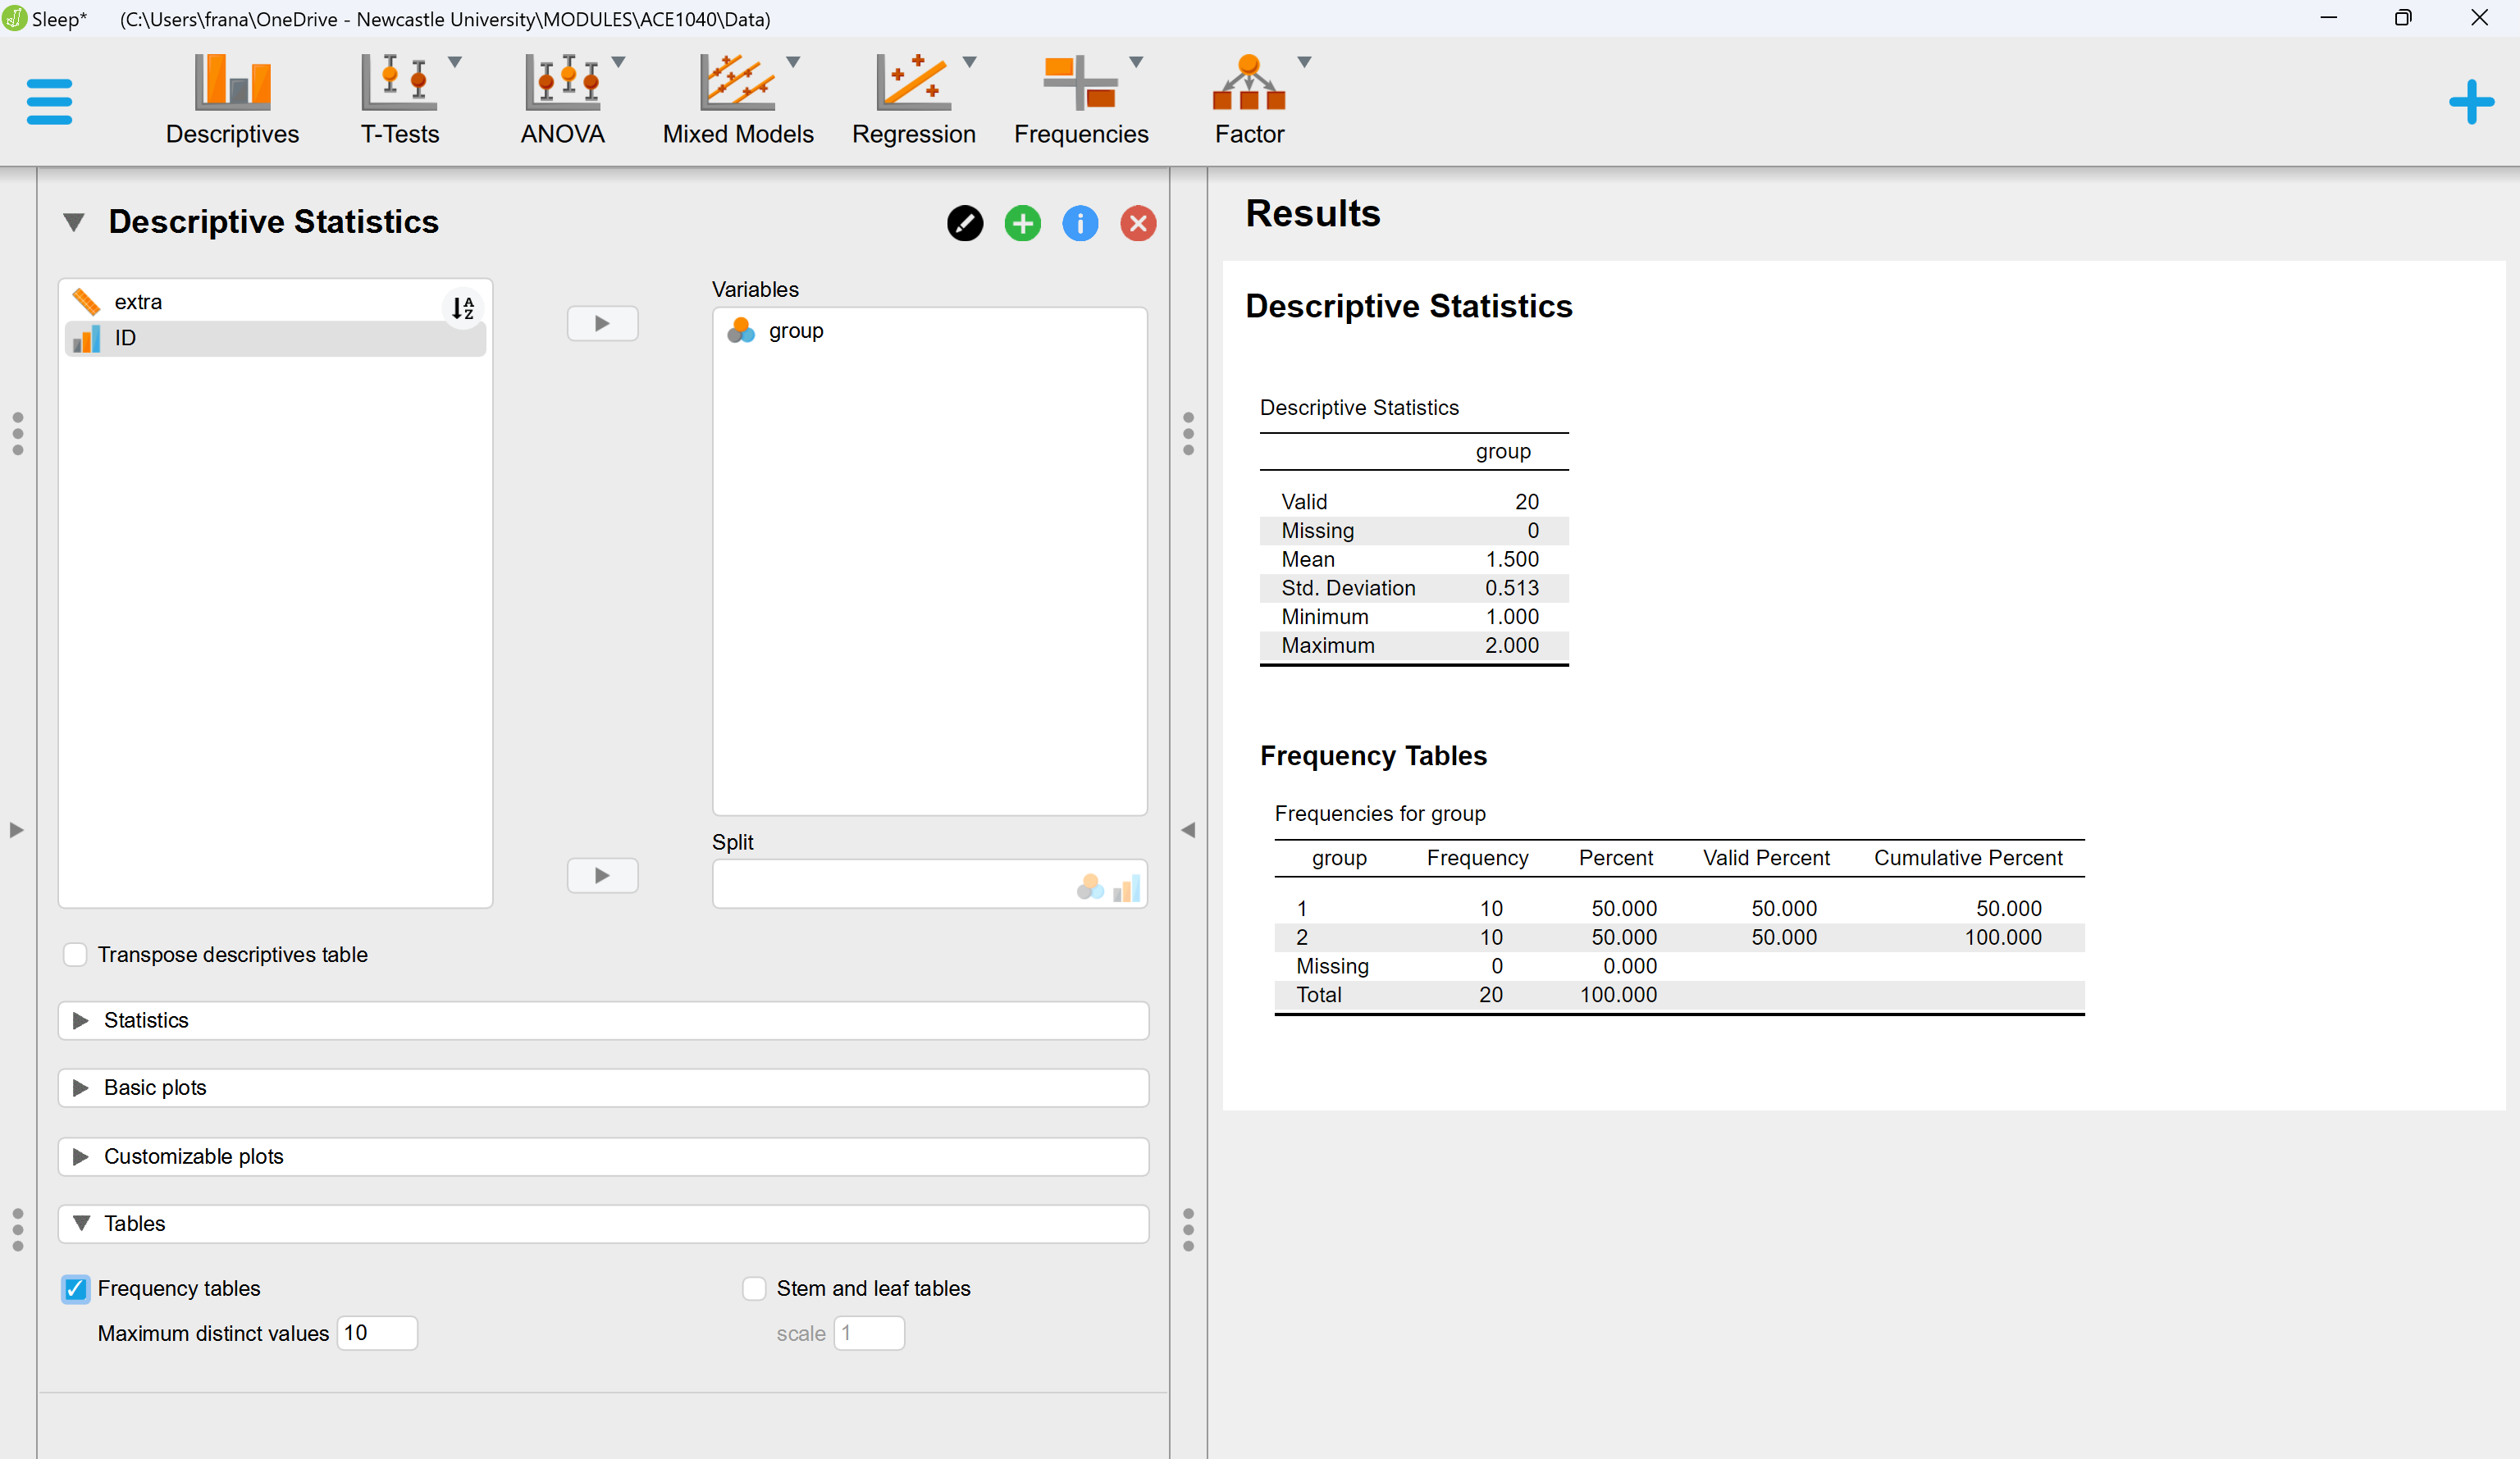 Sleep* (C:\Users\frana\OneDrive - Newcastle University\MODULES\ACE1040\Data)
Descriptives T-Tests ANOVA Mixed Models Regression Frequencies Factor
Descriptive Statistics
extra
ID
Variables
group
Split
Transpose descriptives table
Statistics
Basic plots
Customizable plots
Tables
Frequency tables
Stem and leaf tables
Maximum distinct values 10
scale 1
Results
Descriptive Statistics
Descriptive Statistics
group
Valid 20
Missing 0
Mean 1.500
Std. Deviation 0.513
Minimum 1.000
Maximum 2.000
Frequency Tables
Frequencies for group
group Frequency Percent Valid Percent Cumulative Percent
1 10 50.000 50.000 50.000
2 10 50.000 50.000 100.000
Missing 0 0.000
Total 20 100.000